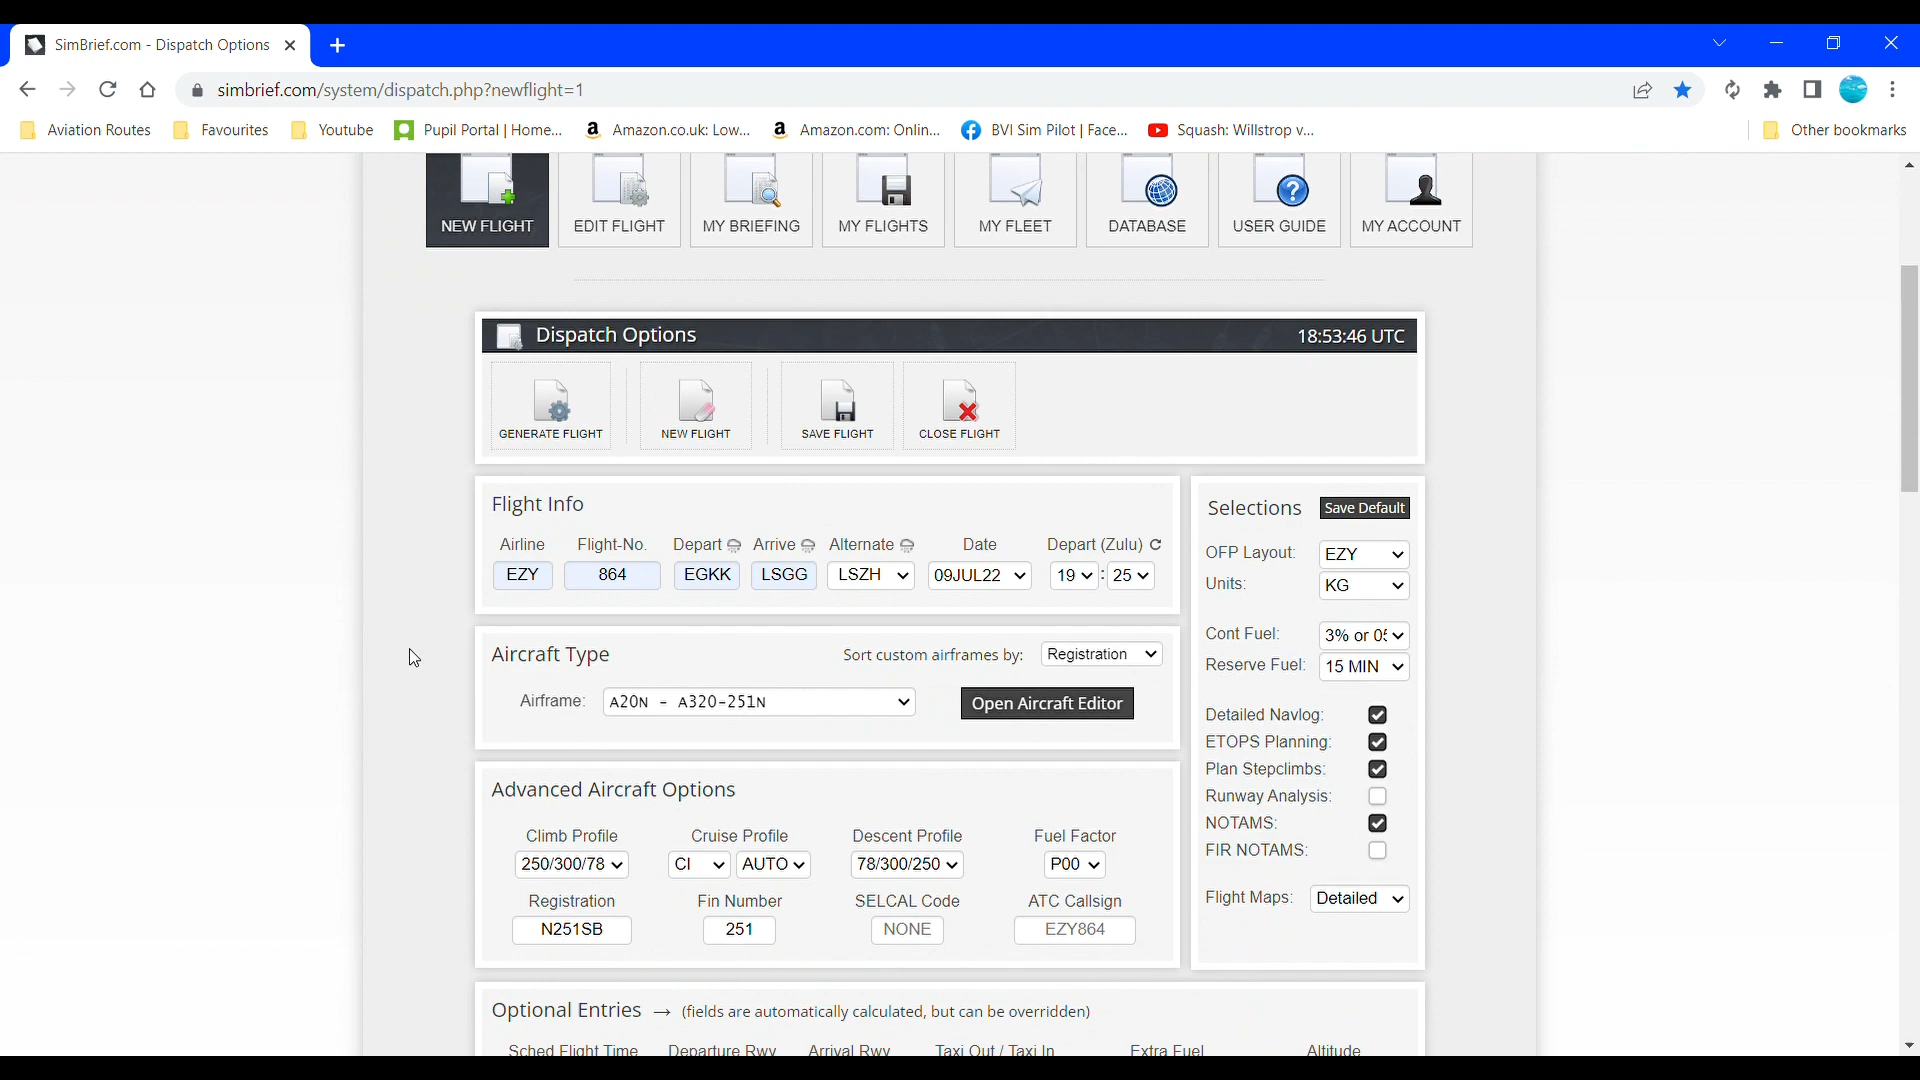 SimBrief.com - Dispatch Options
simbrief.com/system/dispatch.php?newflight=1
Aviation Routes
Favourites
Youtube
Pupil Portal | Home...
Amazon.co.uk: Low...
Amazon.com: Onlin...
BVI Sim Pilot | Face...
Squash: Willstrop v...
Other bookmarks
NEW FLIGHT
EDIT FLIGHT
MY BRIEFING
MY FLIGHTS
MY FLEET
DATABASE
USER GUIDE
MY ACCOUNT
Dispatch Options
18:53:46 UTC
GENERATE FLIGHT
NEW FLIGHT
SAVE FLIGHT
CLOSE FLIGHT
Flight Info
Airline Flight-No. Depart Arrive Alternate Date Depart (Zulu)
EZY 864 EGKK LSGG LSZH 09JUL22 19 : 25
Aircraft Type
Sort custom airframes by: Registration
Airframe: A20N - A320-251N
Open Aircraft Editor
Advanced Aircraft Options
Climb Profile Cruise Profile Descent Profile Fuel Factor
250/300/78 CI AUTO 78/300/250 P00
Registration Fin Number SELCAL Code ATC Callsign
N251SB 251 NONE EZY864
Selections Save Default
OFP Layout: EZY
Units: KG
Cont Fuel: 3% or 05
Reserve Fuel: 15 MIN
Detailed Navlog:
ETOPS Planning:
Plan Stepclimbs:
Runway Analysis:
NOTAMS:
FIR NOTAMS:
Flight Maps: Detailed
Optional Entries → (fields are automatically calculated, but can be overridden)
Sched Flight Time Departure Rwy Arrival Rwy Taxi Out / Taxi In Extra Fuel Altitude